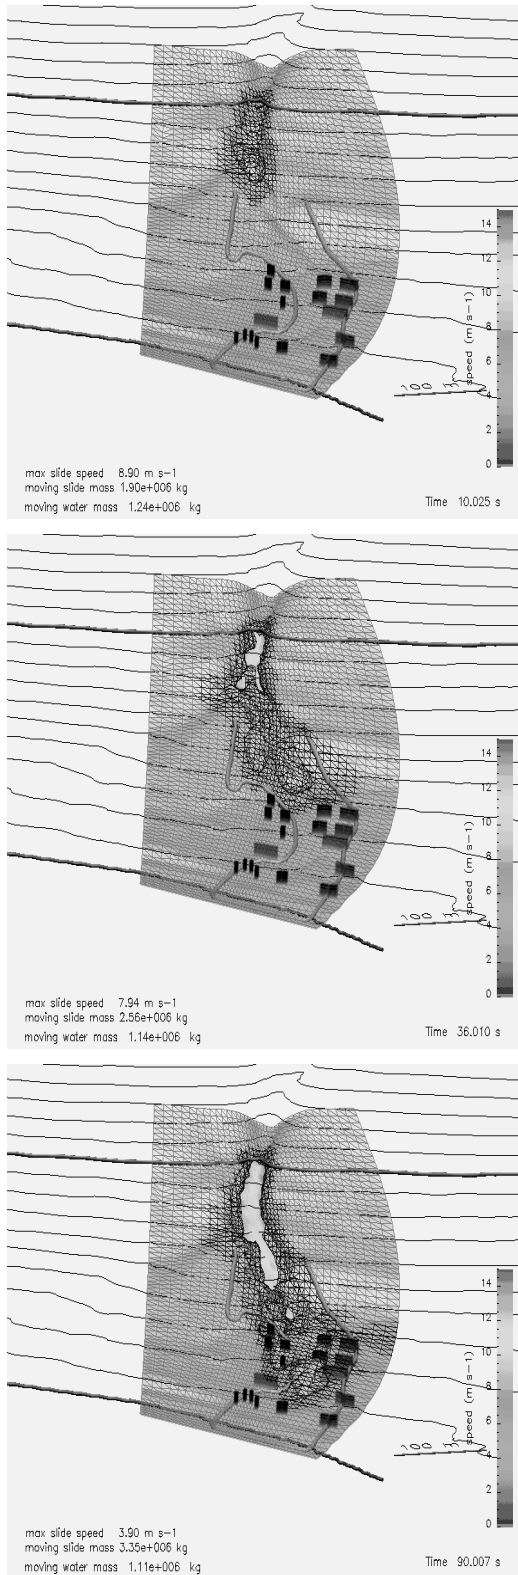 14
12
10
8
6
4
2
0
speed (m s-1)
max slide speed 8.90 m s-1
moving slide mass 1.90e+006 kg
moving water mass 1.24e+006 kg
Time 10.025 s
14
12
10
8
6
4
2
0
speed (m s-1)
max slide speed 7.94 m s-1
moving slide mass 2.56e+006 kg
moving water mass 1.14e+006 kg
Time 36.010 s
14
12
10
8
6
4
2
0
speed (m s-1)
max slide speed 3.90 m s-1
moving slide mass 3.35e+006 kg
moving water mass 1.11e+006 kg
Time 90.007 s